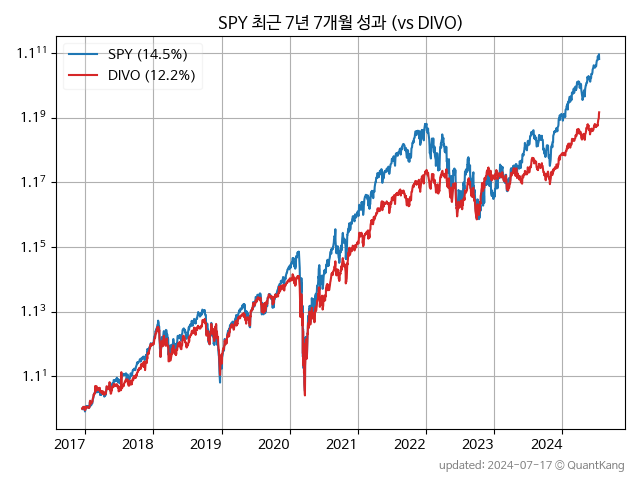 SPY 최근 7년 7개월 성과 (vs DIVO)
SPY (14.5%)
DIVO (12.2%)
1.1¹¹
1.1⁹
1.1⁷
1.1⁵
1.1³
1.1¹
2017 2018 2019 2020 2021 2022 2023 2024
updated: 2024-07-17 © QuantKang